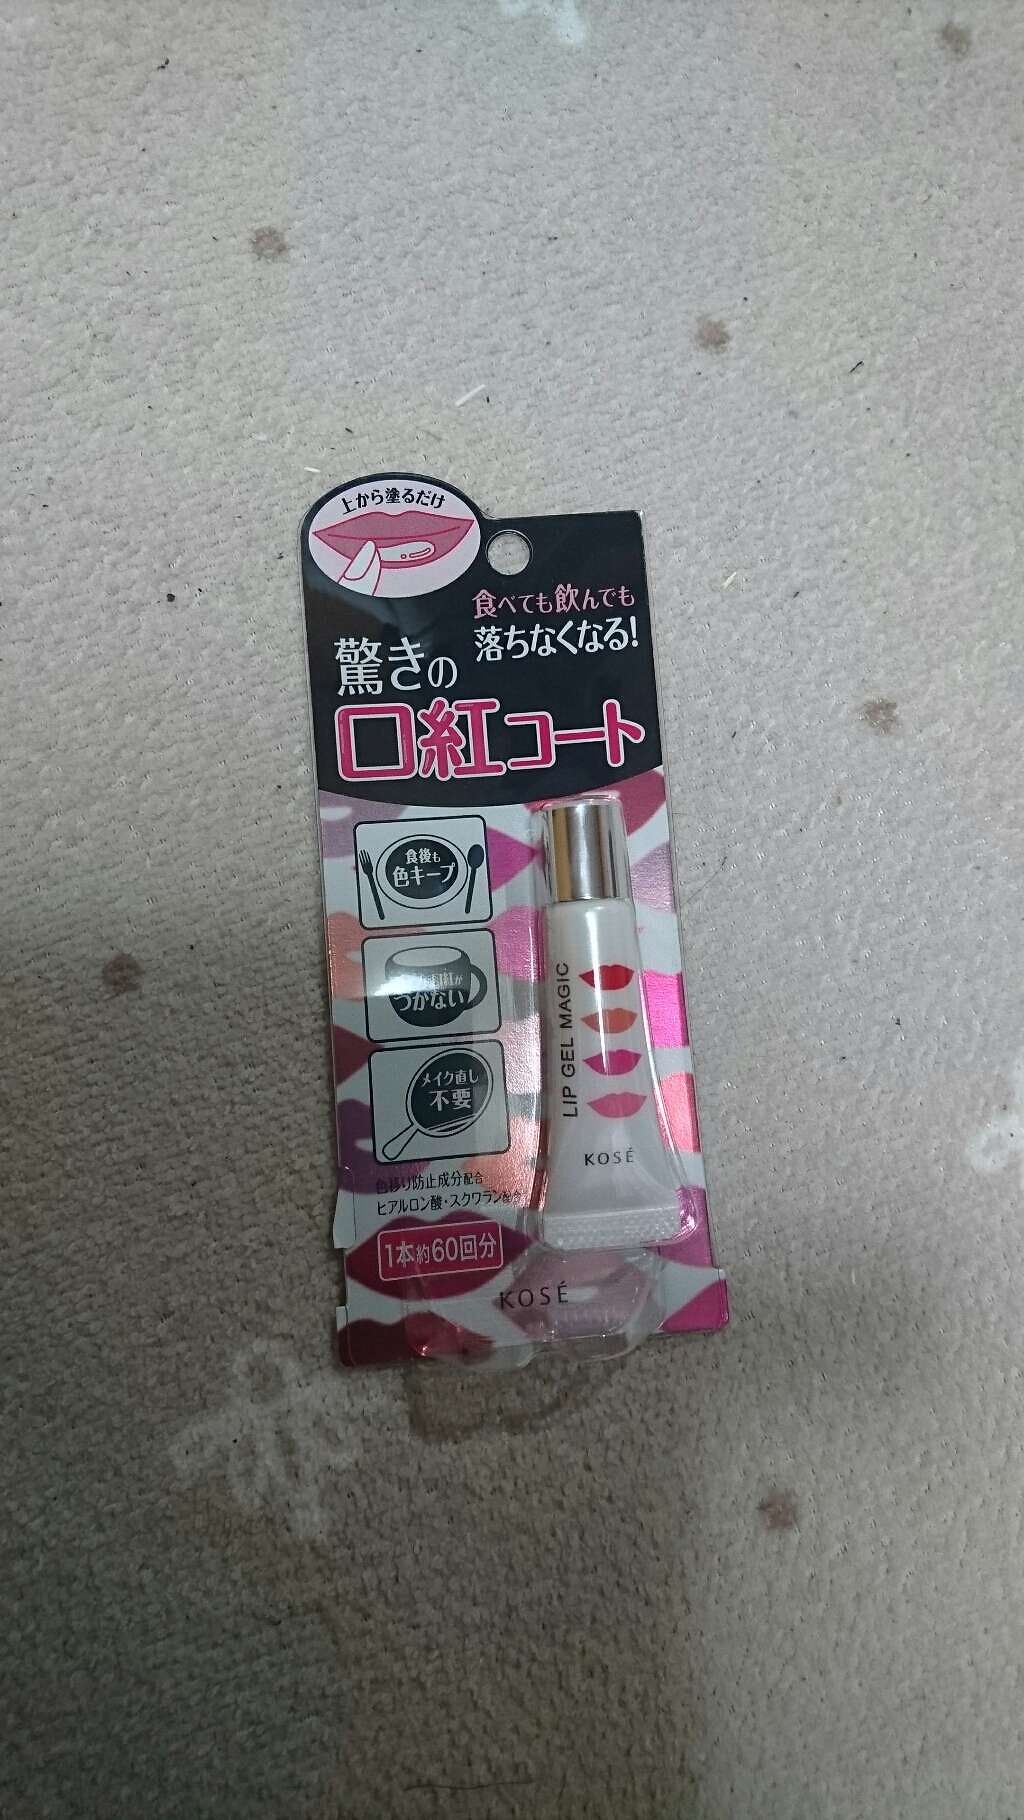 上から塗るだけ
食べても飲んでも
落ちなくなる!
驚きの
口紅コート
食後も
色キープ
口紅が
つかない
メイク直し
不要
色移り防止成分配合
ヒアルロン酸・スクワラン配合
1本約60回分
KOSÉ
LIP GEL MAGIC
KOSÉ